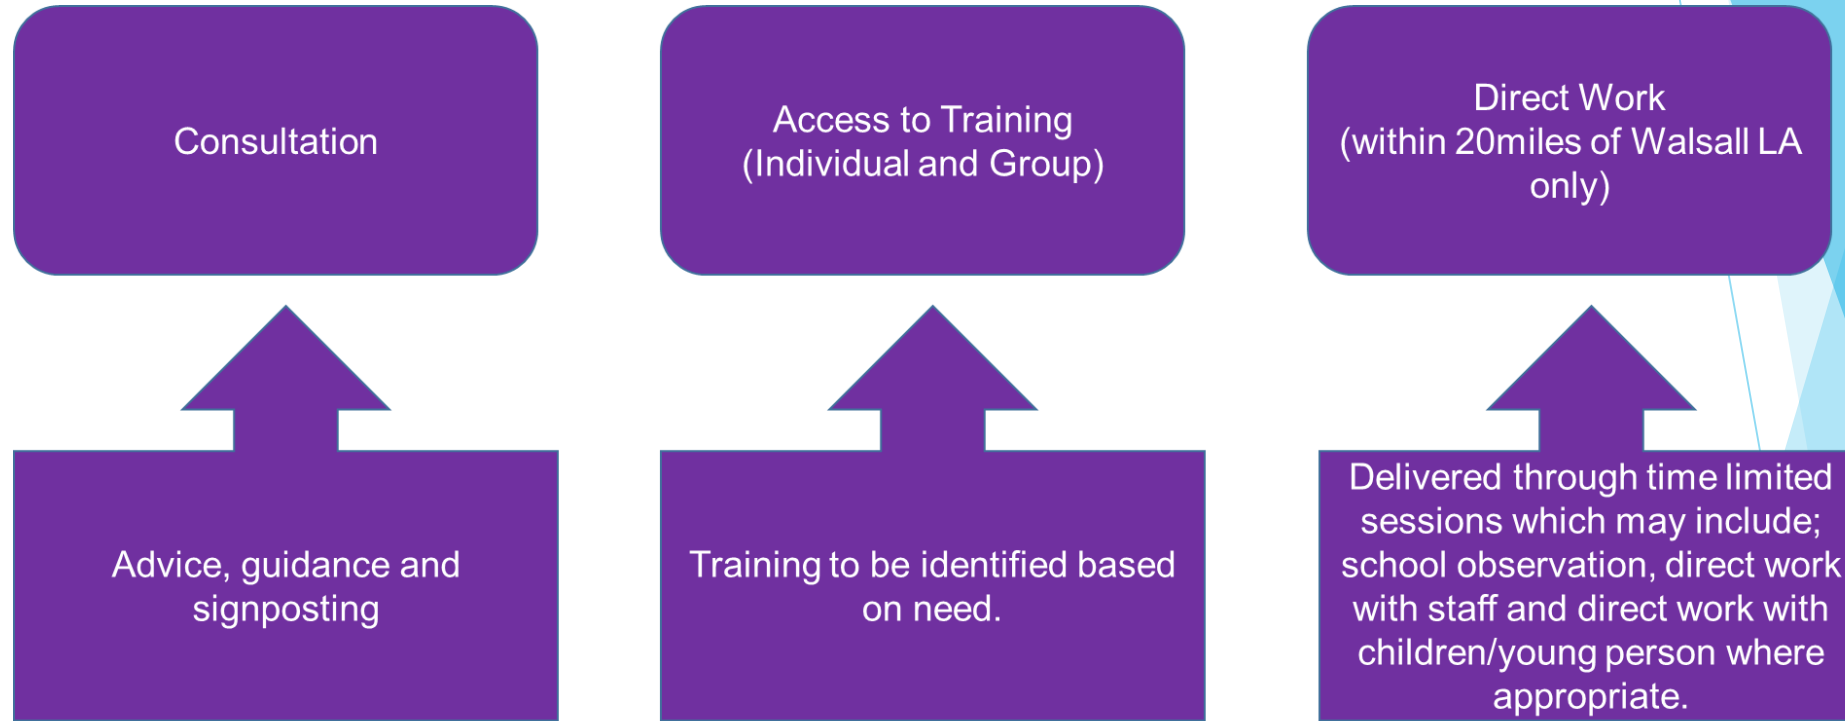 Consultation
Access to Training
(Individual and Group)
Direct Work
(within 20miles of Walsall LA
only)
Advice, guidance and
signposting
Training to be identified based
on need.
Delivered through time limited
sessions which may include;
school observation, direct work
with staff and direct work with
children/young person where
appropriate.